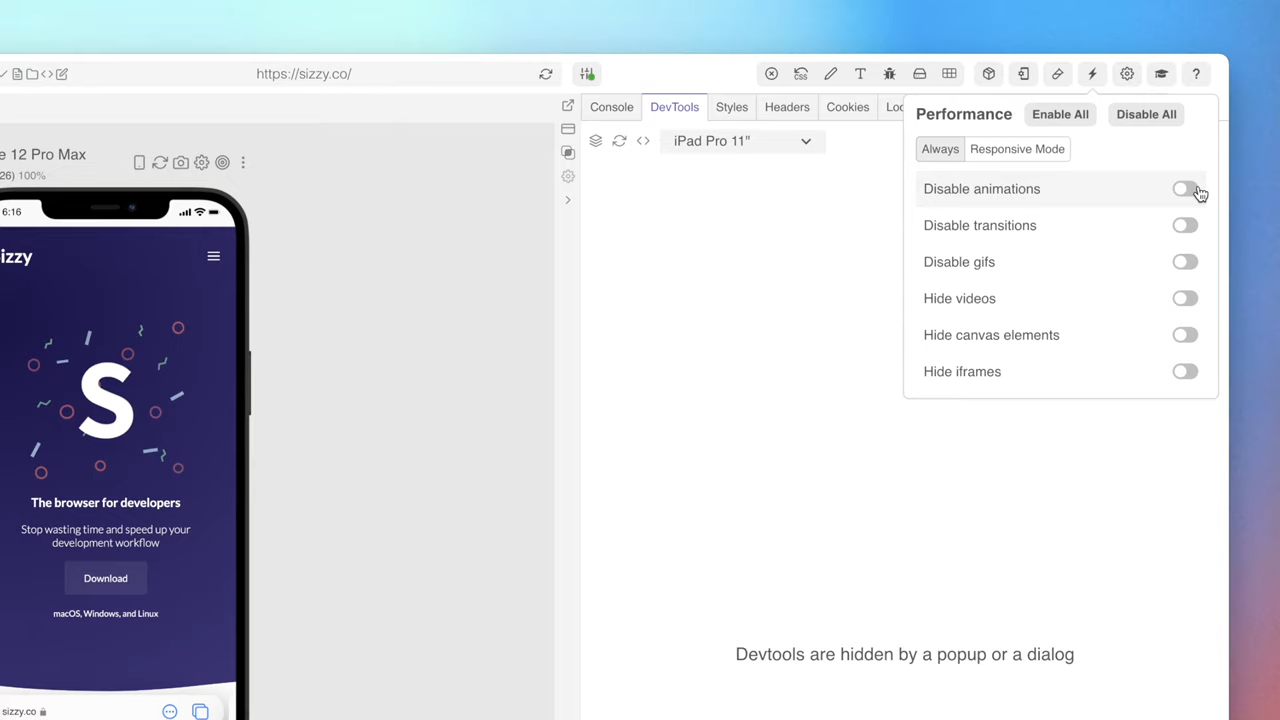 https://sizzy.co/
e 12 Pro Max
26) 100%
6:16
izzy
S
The browser for developers
Stop wasting time and speed up your
development workflow
Download
macOS, Windows, and Linux
sizzy.co
Console
DevTools
Styles
Headers
Cookies
Loc
iPad Pro 11"
Performance
Enable All
Disable All
Always
Responsive Mode
Disable animations
Disable transitions
Disable gifs
Hide videos
Hide canvas elements
Hide iframes
Devtools are hidden by a popup or a dialog